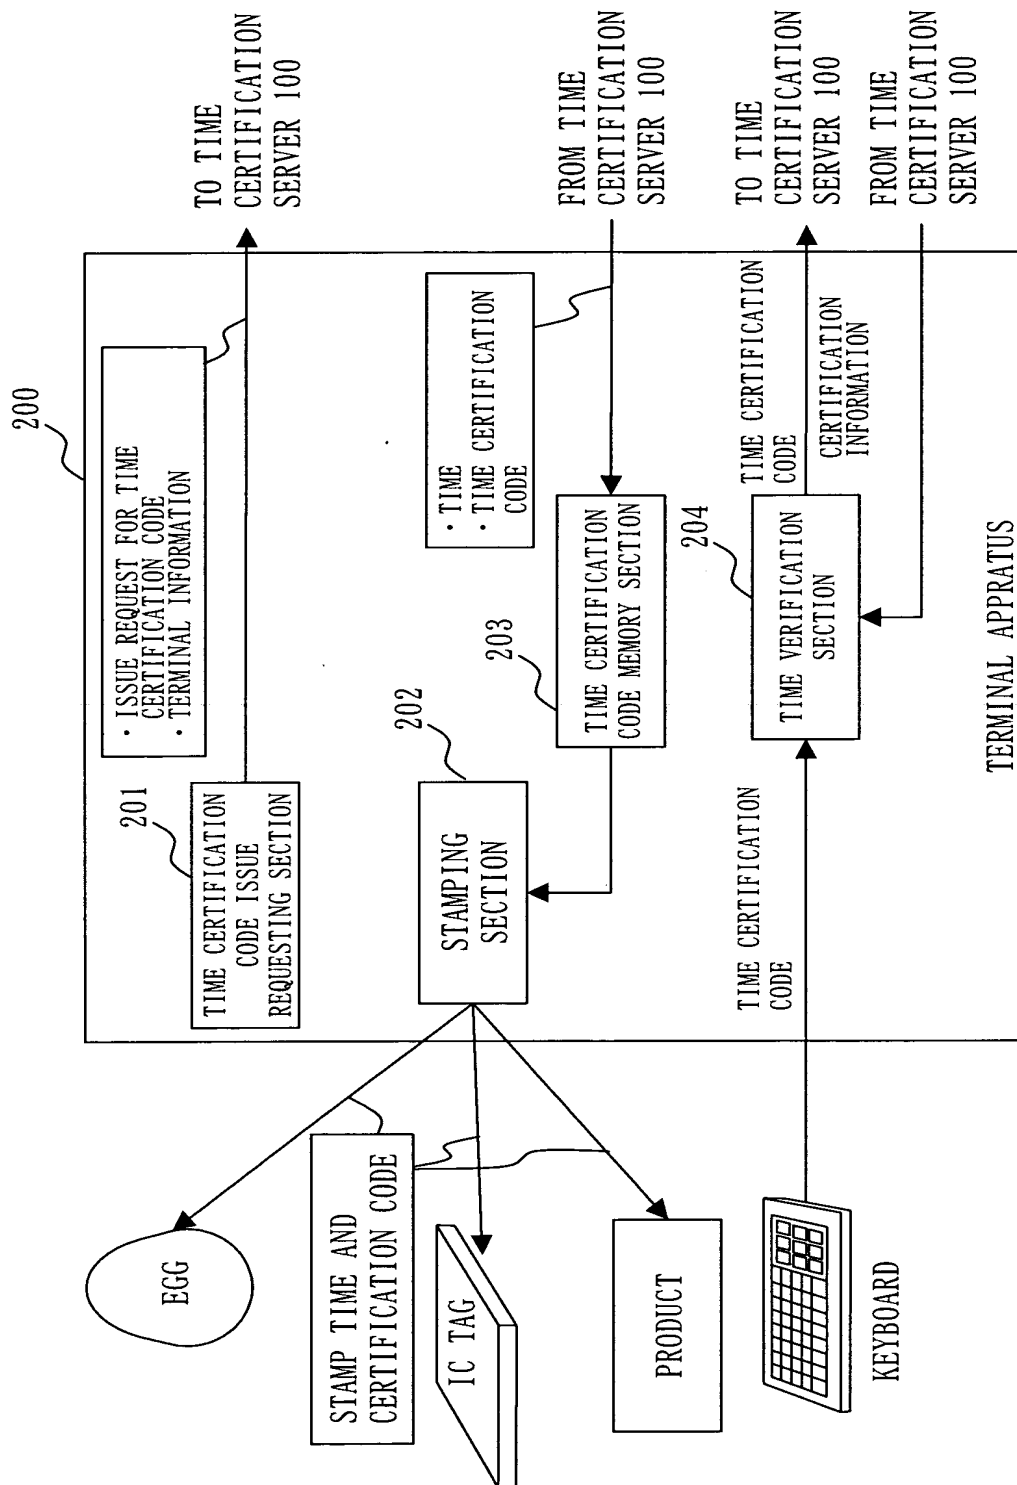 200
· ISSUE REQUEST FOR TIME
CERTIFICATION CODE
· TERMINAL INFORMATION
TO TIME
CERTIFICATION
SERVER 100
201
TIME CERTIFICATION
CODE ISSUE
REQUESTING SECTION
EGG
STAMP TIME AND
CERTIFICATION CODE
IC TAG
PRODUCT
202
STAMPING
SECTION
· TIME
· TIME CERTIFICATION
CODE
FROM TIME
CERTIFICATION
SERVER 100
203
TIME CERTIFICATION
CODE MEMORY SECTION
KEYBOARD
TIME CERTIFICATION
CODE
204
TIME VERIFICATION
SECTION
TIME CERTIFICATION
CODE
TO TIME
CERTIFICATION
SERVER 100
CERTIFICATION
INFORMATION
FROM TIME
CERTIFICATION
SERVER 100
TERMINAL APPRATUS